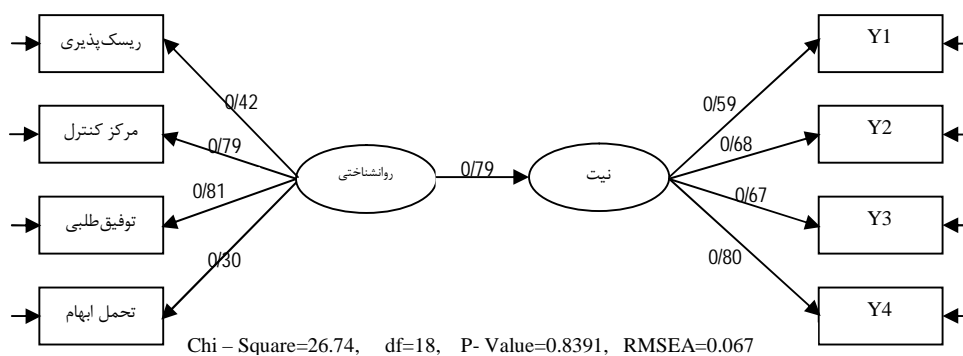 ریسک‌پذیری
Y1
0/42
0/59
مرکز کنترل
Y2
0/79
0/68
روانشناختی
0/79
نیت
0/81
0/67
توفیق‌طلبی
Y3
0/30
0/80
تحمل ابهام
Y4
Chi – Square=26.74, df=18, P- Value=0.8391, RMSEA=0.067